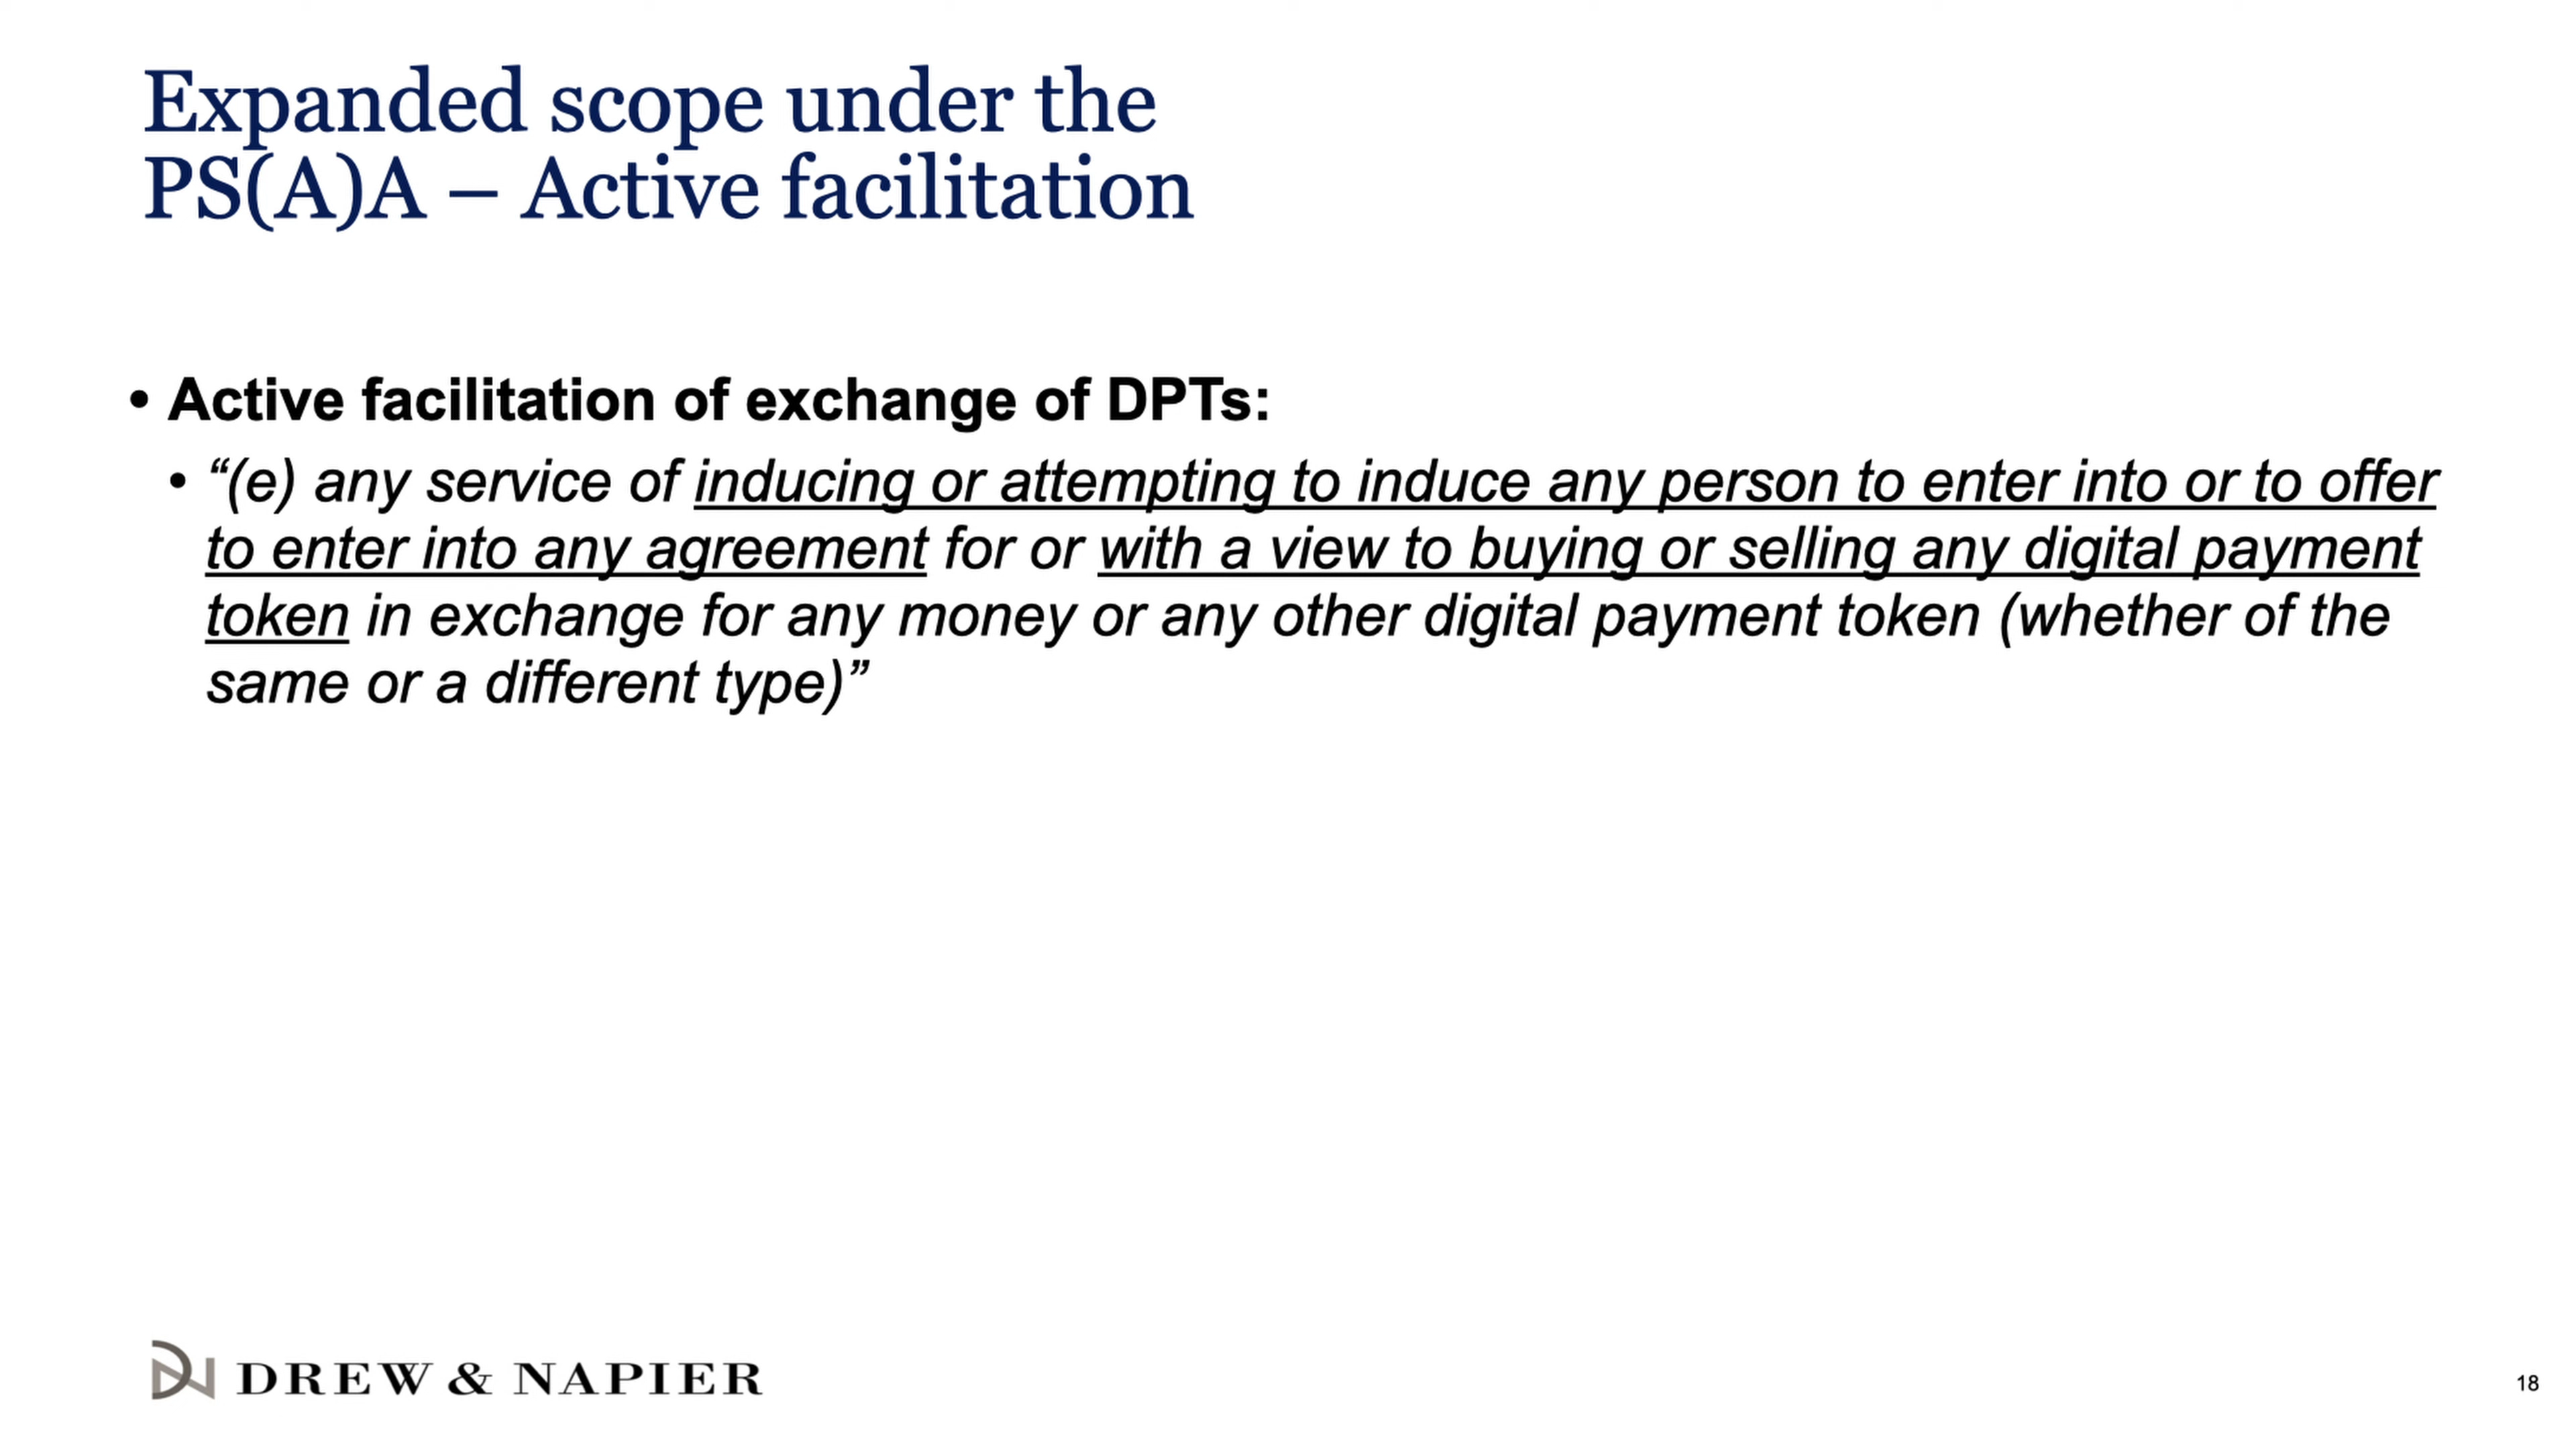 Expanded scope under the
PS(A)A – Active facilitation
• Active facilitation of exchange of DPTs:
• “(e) any service of inducing or attempting to induce any person to enter into or to offer
to enter into any agreement for or with a view to buying or selling any digital payment
token in exchange for any money or any other digital payment token (whether of the
same or a different type)”
DREW & NAPIER
18